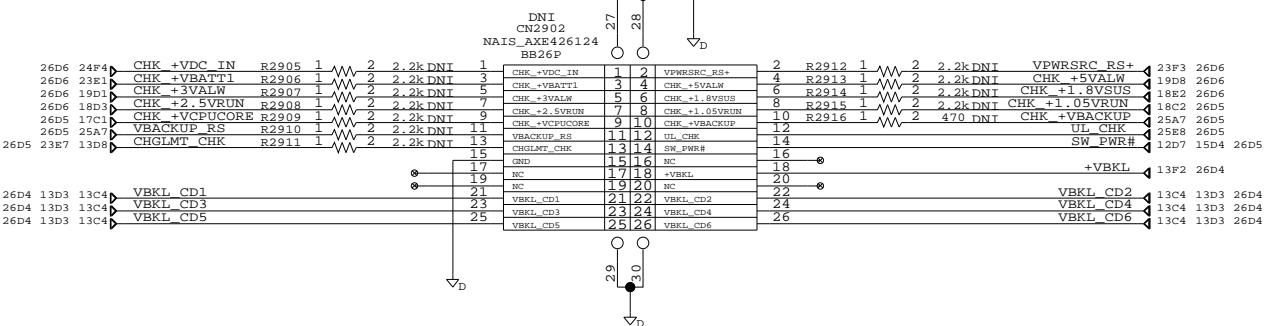 DNI
CN2902
NAIS_AXE426124
BB26P
27 28
D
26D6 24F4 CHK_+VDC_IN R2905 1 2 2.2k DNI 1 CHK_+VDC_IN 1 2 VPWRSRC_RS+ 2 R2912 1 2 2.2k DNI VPWRSRC_RS+ 23F3 26D6
26D6 23E1 CHK_+VBATT1 R2906 1 2 2.2k DNI 3 CHK_+VBATT1 3 4 CHK_+5VALW 4 R2913 1 2 2.2k DNI CHK_+5VALW 19D8 26D6
26D6 19D1 CHK_+3VALW R2907 1 2 2.2k DNI 5 CHK_+3VALW 5 6 CHK_+1.8VSUS 6 R2914 1 2 2.2k DNI CHK_+1.8VSUS 18E2 26D6
26D6 18D3 CHK_+2.5VRUN R2908 1 2 2.2k DNI 7 CHK_+2.5VRUN 7 8 CHK_+1.05VRUN 8 R2915 1 2 2.2k DNI CHK_+1.05VRUN 18C2 26D5
26D5 17C1 CHK_+VCPUCORE R2909 1 2 2.2k DNI 9 CHK_+VCPUCORE 9 10 CHK_+VBACKUP 10 R2916 1 2 470 DNI CHK_+VBACKUP 25A7 26D5
26D5 25A7 VBACKUP_RS R2910 1 2 2.2k DNI 11 VBACKUP_RS 11 12 UL_CHK 12 UL_CHK 25E8 26D5
26D5 23E7 13D8 CHGLMT_CHK R2911 1 2 2.2k DNI 13 CHGLMT_CHK 13 14 SW_PWR# 14 SW_PWR# 12D7 15D4 26D5
15 GND 15 16 NC 16
17 NC 17 18 +VBKL 18 +VBKL 13F2 26D4
19 NC 19 20 NC 20
26D4 13D3 13C4 VBKL_CD1 21 VBKL_CD1 21 22 VBKL_CD2 22 VBKL_CD2 13C4 13D3 26D4
26D4 13D3 13C4 VBKL_CD3 23 VBKL_CD3 23 24 VBKL_CD4 24 VBKL_CD4 13C4 13D3 26D4
26D4 13D3 13C4 VBKL_CD5 25 VBKL_CD5 25 26 VBKL_CD6 26 VBKL_CD6 13C4 13D3 26D4
29 30
D
D